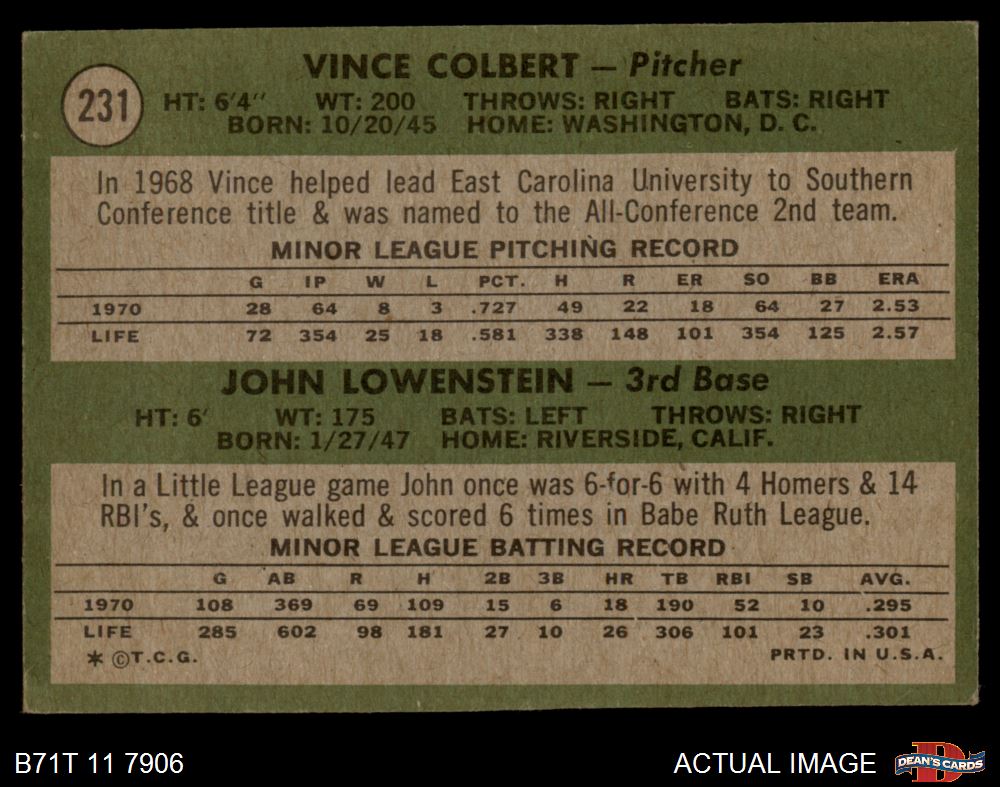 VINCE COLBERT — Pitcher
231
HT: 6'4" WT: 200 THROWS: RIGHT BATS: RIGHT
BORN: 10/20/45 HOME: WASHINGTON, D. C.
In 1968 Vince helped lead East Carolina University to Southern
Conference title & was named to the All-Conference 2nd team.
MINOR LEAGUE PITCHING RECORD
G IP W L PCT. H R ER SO BB ERA
1970 28 64 8 3 .727 49 22 18 64 27 2.53
LIFE 72 354 25 18 .581 338 148 101 354 125 2.57
JOHN LOWENSTEIN — 3rd Base
HT: 6' WT: 175 BATS: LEFT THROWS: RIGHT
BORN: 1/27/47 HOME: RIVERSIDE, CALIF.
In a Little League game John once was 6-for-6 with 4 Homers & 14
RBI's, & once walked & scored 6 times in Babe Ruth League.
MINOR LEAGUE BATTING RECORD
G AB R H 2B 3B HR TB RBI SB AVG.
1970 108 369 69 109 15 6 18 190 52 10 .295
LIFE 285 602 98 181 27 10 26 306 101 23 .301
* ©T.C.G. PRTD. IN U.S.A.
B71T 11 7906 ACTUAL IMAGE D DEAN'S CARDS